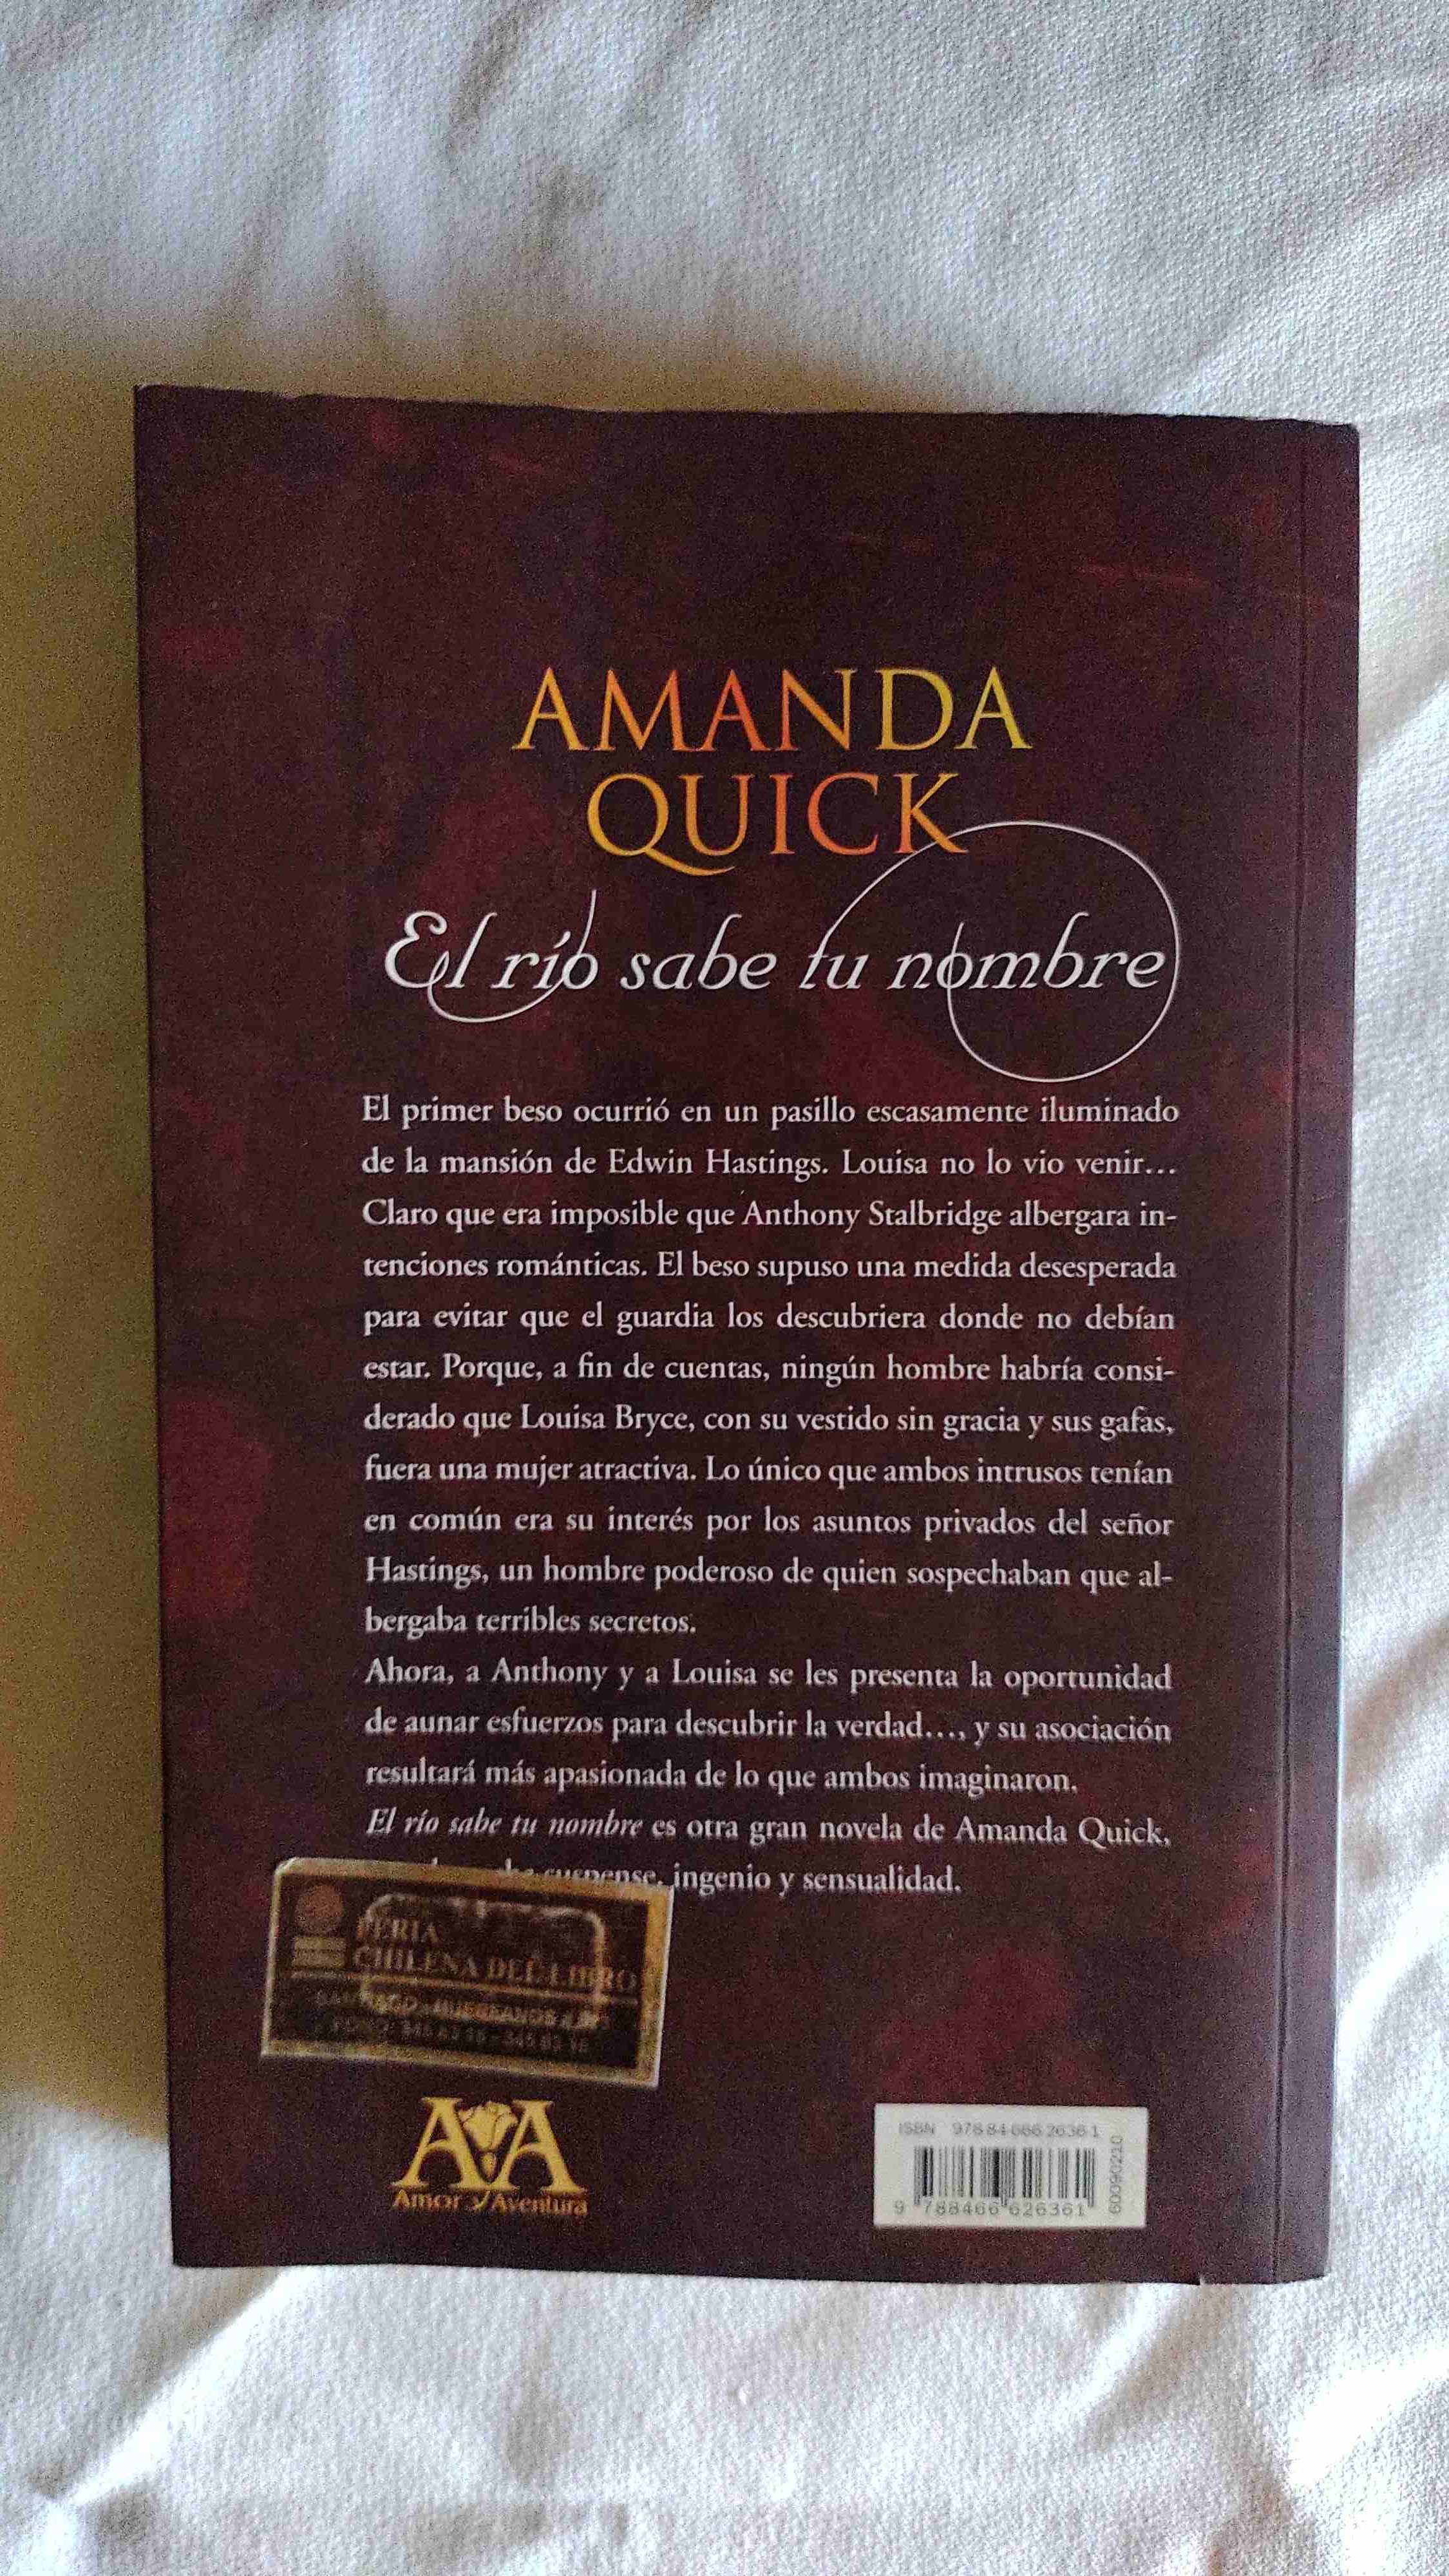 AMANDA
QUICK
El río sabe tu nombre
El primer beso ocurrió en un pasillo escasamente iluminado
de la mansión de Edwin Hastings. Louisa no lo vio venir...
Claro que era imposible que Anthony Stalbridge albergara in-
tenciones románticas. El beso supuso una medida desesperada
para evitar que el guardia los descubriera donde no debían
estar. Porque, a fin de cuentas, ningún hombre habría consi-
derado que Louisa Bryce, con su vestido sin gracia y sus gafas,
fuera una mujer atractiva. Lo único que ambos intrusos tenían
en común era su interés por los asuntos privados del señor
Hastings, un hombre poderoso de quien sospechaban que al-
bergaba terribles secretos.
Ahora, a Anthony y a Louisa se les presenta la oportunidad
de aunar esfuerzos para descubrir la verdad..., y su asociación
resultará más apasionada de lo que ambos imaginaron.
El río sabe tu nombre es otra gran novela de Amanda Quick,
suspense, ingenio y sensualidad.
FERIA
CHILENA DEL LIBRO
AA
Amor y Aventura
ISBN 978 84 666 2636 1
9 788466 626361
60090210